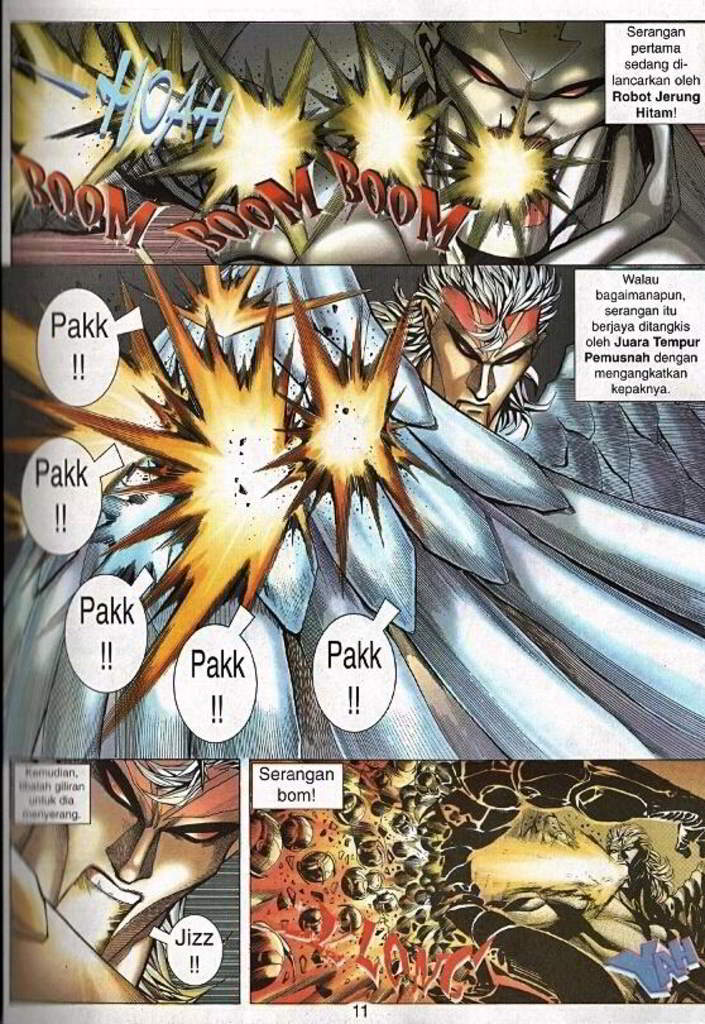 Serangan
pertama
sedang di-
lancarkan oleh
Robot Jerung
Hitam!
HOAH
BOOM
BOOM
BOOM
Walau
bagaimanapun,
serangan itu
berjaya ditangkis
oleh Juara Tempur
Pemusnah dengan
mengangkatkan
kepaknya.
Pakk
!!
Pakk
!!
Pakk
!!
Pakk
!!
Pakk
!!
Kemudian,
tibalah giliran
untuk dia
menyerang.
Jizz
!!
Serangan
bom!
YAH
11